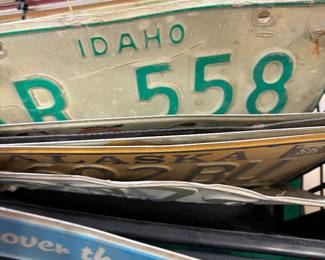 IDAHO
R 558
ALASKA
over th